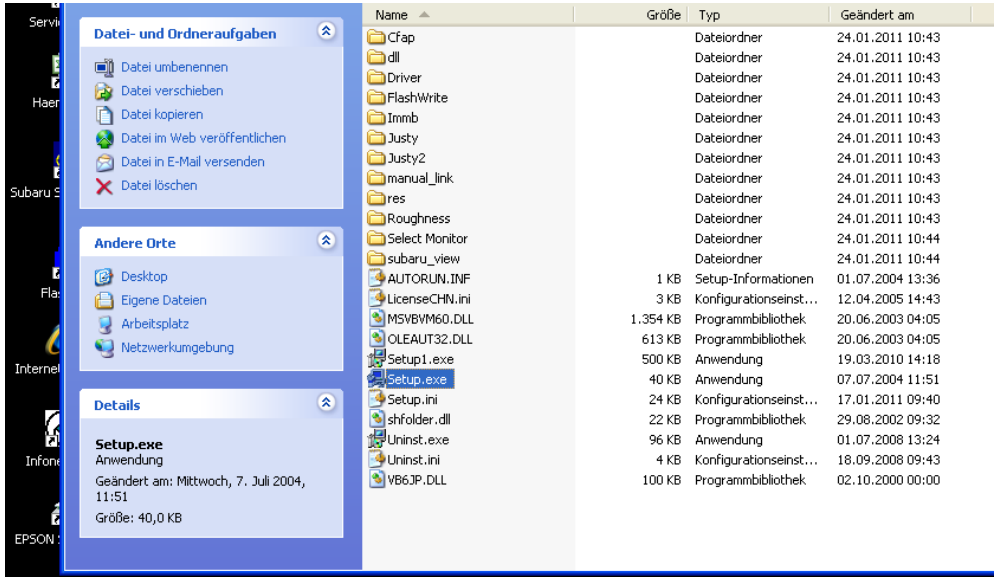 Datei- und Ordneraufgaben
Datei umbenennen
Datei verschieben
Datei kopieren
Datei im Web veröffentlichen
Datei in E-Mail versenden
Datei löschen
Andere Orte
Desktop
Eigene Dateien
Arbeitsplatz
Netzwerkumgebung
Details
Setup.exe
Anwendung
Geändert am: Mittwoch, 7. Juli 2004,
11:51
Größe: 40,0 KB
Name Größe Typ Geändert am
Cfap Dateiordner 24.01.2011 10:43
dll Dateiordner 24.01.2011 10:43
Driver Dateiordner 24.01.2011 10:43
FlashWrite Dateiordner 24.01.2011 10:43
Immb Dateiordner 24.01.2011 10:43
Justy Dateiordner 24.01.2011 10:43
Justy2 Dateiordner 24.01.2011 10:43
manual_link Dateiordner 24.01.2011 10:43
res Dateiordner 24.01.2011 10:43
Roughness Dateiordner 24.01.2011 10:43
Select Monitor Dateiordner 24.01.2011 10:44
subaru_view Dateiordner 24.01.2011 10:44
AUTORUN.INF 1 KB Setup-Informationen 01.07.2004 13:36
LicenseCHN.ini 3 KB Konfigurationseinst... 12.04.2005 14:43
MSVBVM60.DLL 1.354 KB Programmbibliothek 20.06.2003 04:05
OLEAUT32.DLL 613 KB Programmbibliothek 20.06.2003 04:05
Setup1.exe 500 KB Anwendung 19.03.2010 14:18
Setup.exe 40 KB Anwendung 07.07.2004 11:51
Setup.ini 24 KB Konfigurationseinst... 17.01.2011 09:40
shfolder.dll 22 KB Programmbibliothek 29.08.2002 09:32
Uninst.exe 96 KB Anwendung 01.07.2008 13:24
Uninst.ini 4 KB Konfigurationseinst... 18.09.2008 09:43
VB6JP.DLL 100 KB Programmbibliothek 02.10.2000 00:00
Servi
Haer
Subaru S
Fla
Internet
Infone
EPSON S